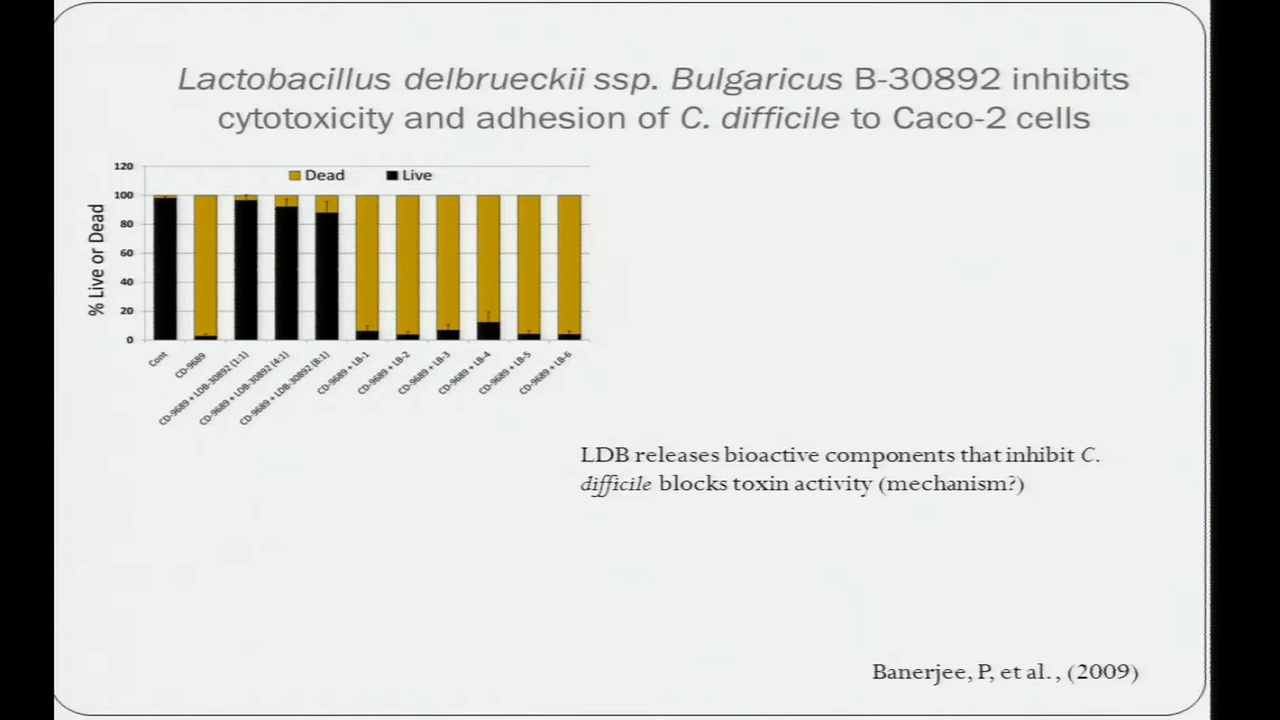 Lactobacillus delbrueckii ssp. Bulgaricus B-30892 inhibits
cytotoxicity and adhesion of C. difficile to Caco-2 cells
120
Dead
Live
100
80
60
40
20
0
% Live or Dead
Cont
CD-9689
CD-9689 + LDB-30892 (1:1)
CD-9689 + LDB-30892 (4:1)
CD-9689 + LDB-30892 (8:1)
CD-9689 + LB-1
CD-9689 + LB-2
CD-9689 + LB-3
CD-9689 + LB-4
CD-9689 + LB-5
CD-9689 + LB-6
LDB releases bioactive components that inhibit C.
difficile blocks toxin activity (mechanism?)
Banerjee, P, et al., (2009)